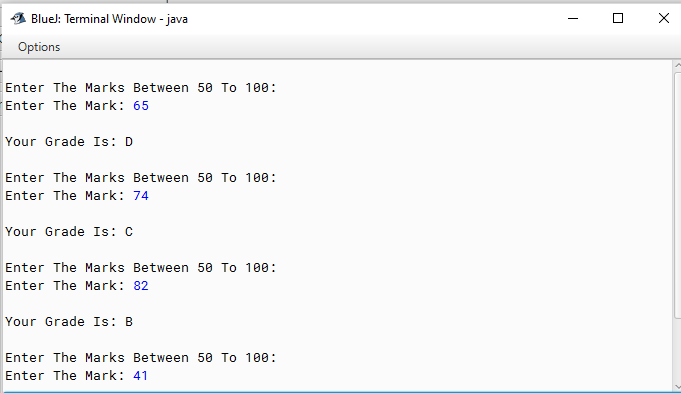 BlueJ: Terminal Window - java
Options
Enter The Marks Between 50 To 100:
Enter The Mark: 65
Your Grade Is: D
Enter The Marks Between 50 To 100:
Enter The Mark: 74
Your Grade Is: C
Enter The Marks Between 50 To 100:
Enter The Mark: 82
Your Grade Is: B
Enter The Marks Between 50 To 100:
Enter The Mark: 41